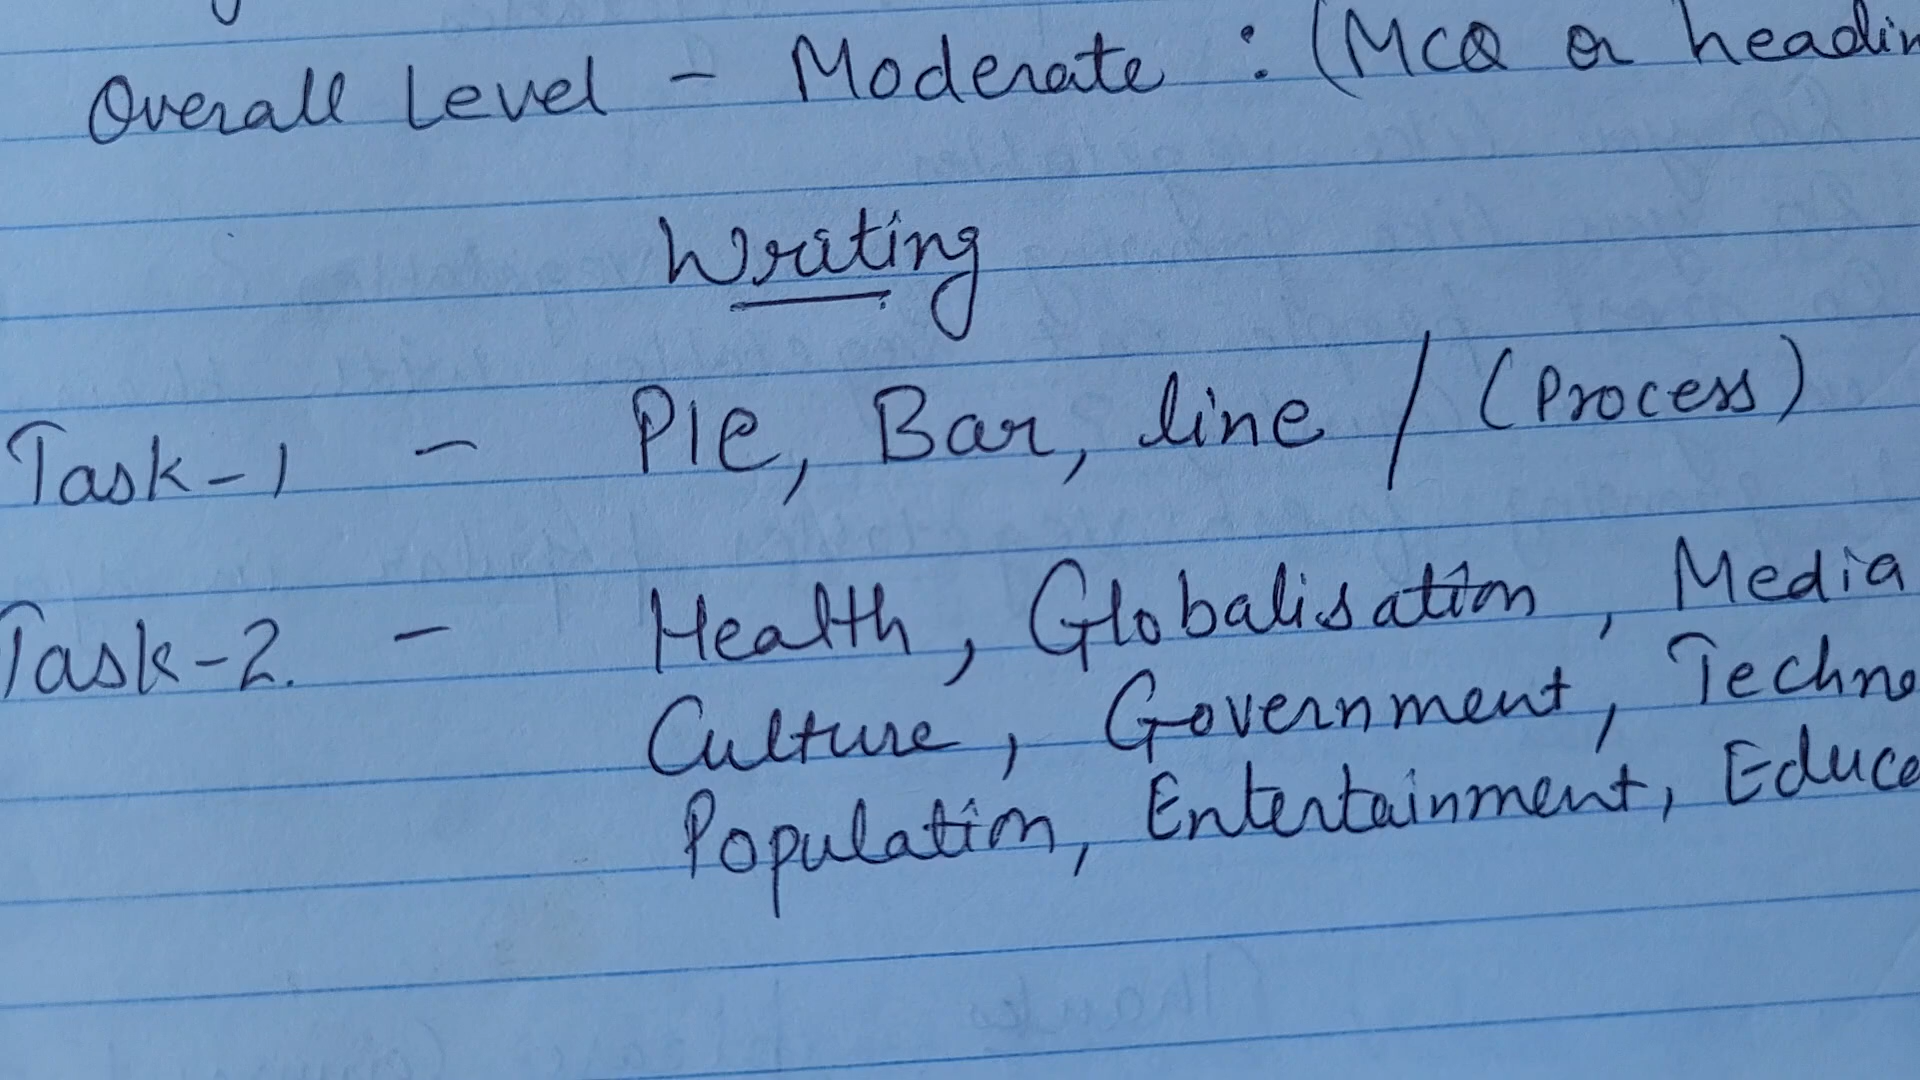 Overall Level - Moderate : (MCQ or headin
Writing
Task-1 - PIe, Bar, line / (Process)
Task-2. - Health, Globalisation, Media
Culture, Government, Techno
Population, Entertainment, Educa